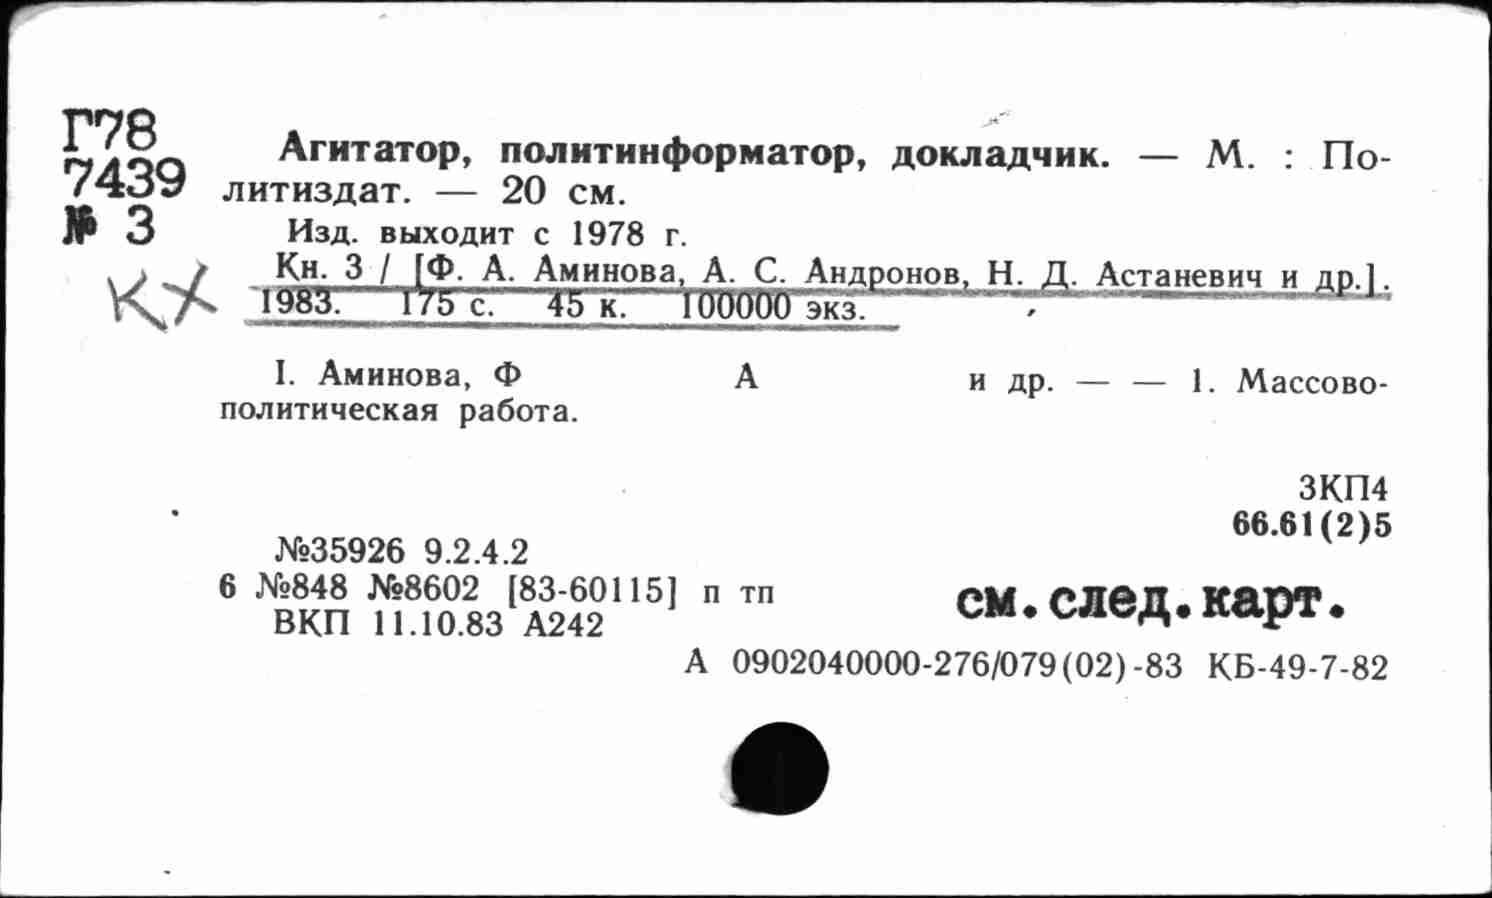 Г78
7439
№ 3
КХ
Агитатор, политинформатор, докладчик. — М. : По-
литиздат. — 20 см.
Изд. выходит с 1978 г.
Кн. 3 / [Ф. А. Аминова, А. С. Андронов, Н. Д. Астаневич и др.].
1983. 175 с. 45 к. 100000 экз.
I. Аминова, Ф А и др. — — 1. Массово-
политическая работа.
3КП4
66.61(2)5
№35926 9.2.4.2
6 №848 №8602 [83-60115] п тп
ВКП 11.10.83 А242
см. след. карт.
А 0902040000-276/079(02)-83 КБ-49-7-82